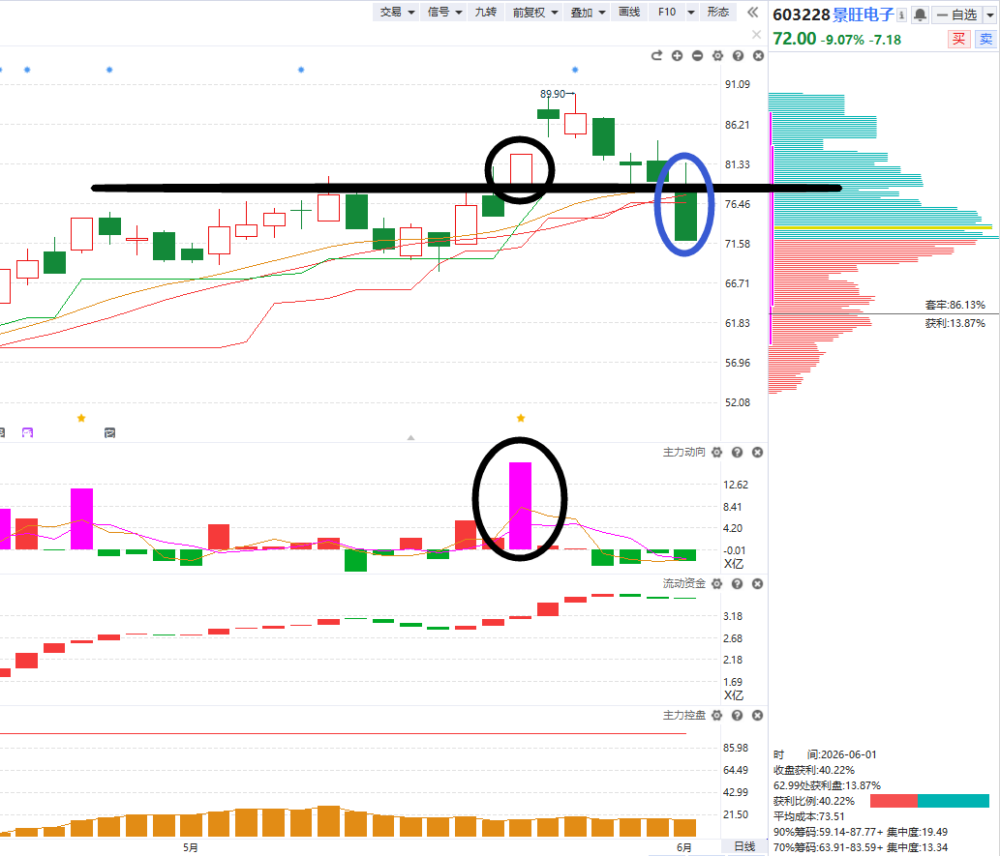 交易 信号 九转 前复权 叠加 画线 F10 形态
603228 景旺电子 自选
72.00 -9.07% -7.18 买 卖
91.09
89.90
86.21
81.33
76.46
71.58
66.71
套牢:86.13%
61.83
获利:13.87%
56.96
52.08
主力动向
12.62
8.41
4.20
-0.01
X亿
流动资金
3.18
2.68
2.18
1.69
X亿
主力控盘
85.98
64.49
42.99
21.50
5月 6月 日线
时 间:2026-06-01
收盘获利:40.22%
62.99处获利盘:13.87%
获利比例:40.22%
平均成本:73.51
90%筹码:59.14-87.77+ 集中度:19.49
70%筹码:63.91-83.59+ 集中度:13.34